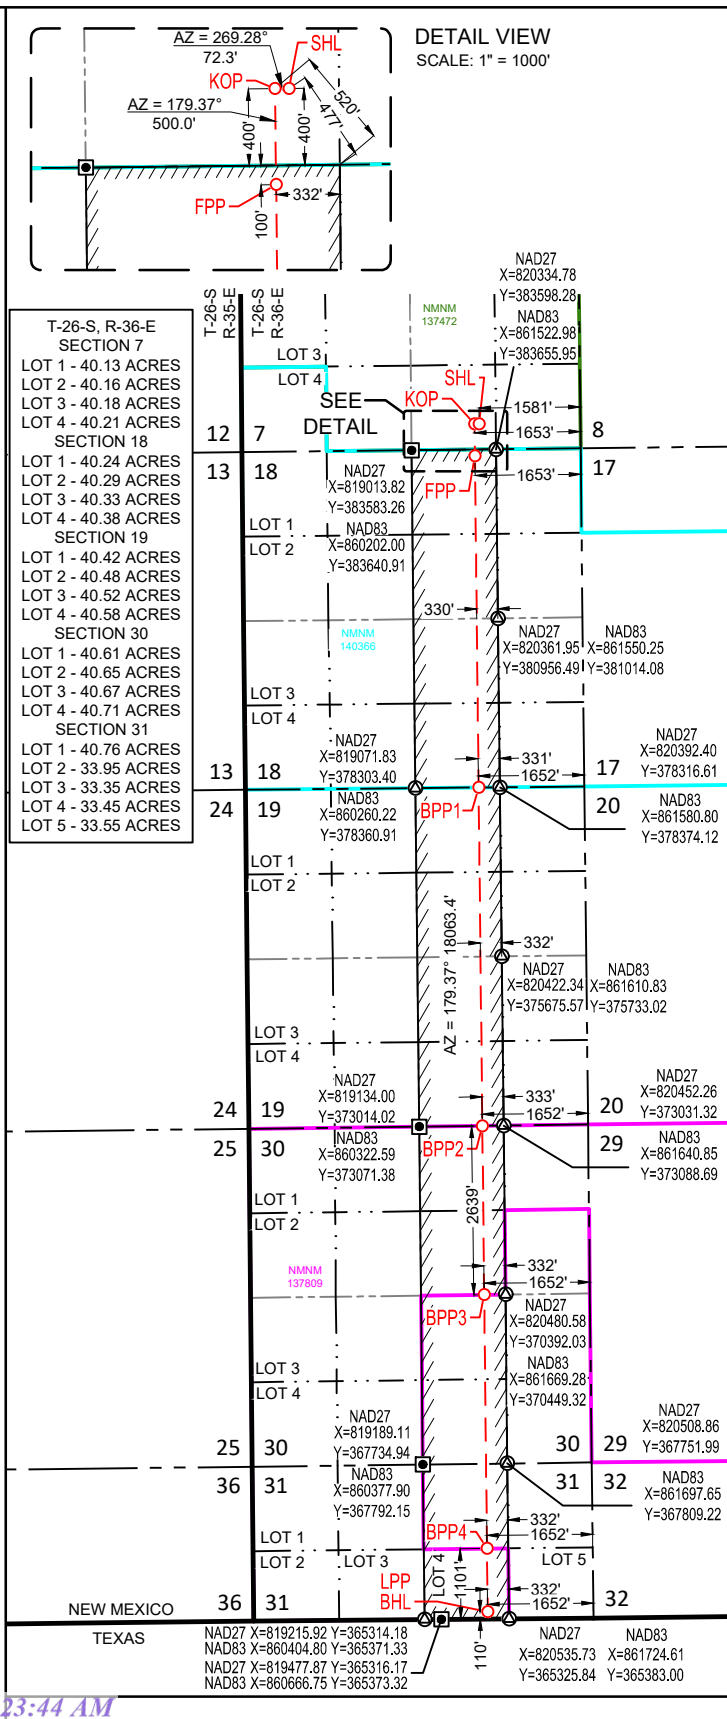 DETAIL VIEW
SCALE: 1" = 1000'
AZ = 269.28°
72.3'
SHL
KOP
AZ = 179.37°
500.0'
400'
400'
520'
477'
FPP
332'
100'
T-26-S
R-35-E
T-26-S
R-36-E
NMNM
137472
NAD27
X=820334.78
Y=383598.28
NAD83
X=861522.98
Y=383655.95
T-26-S, R-36-E
SECTION 7
LOT 1 - 40.13 ACRES
LOT 2 - 40.16 ACRES
LOT 3 - 40.18 ACRES
LOT 4 - 40.21 ACRES
SECTION 18
LOT 1 - 40.24 ACRES
LOT 2 - 40.29 ACRES
LOT 3 - 40.33 ACRES
LOT 4 - 40.38 ACRES
SECTION 19
LOT 1 - 40.42 ACRES
LOT 2 - 40.48 ACRES
LOT 3 - 40.52 ACRES
LOT 4 - 40.58 ACRES
SECTION 30
LOT 1 - 40.61 ACRES
LOT 2 - 40.65 ACRES
LOT 3 - 40.67 ACRES
LOT 4 - 40.71 ACRES
SECTION 31
LOT 1 - 40.76 ACRES
LOT 2 - 33.95 ACRES
LOT 3 - 33.35 ACRES
LOT 4 - 33.45 ACRES
LOT 5 - 33.55 ACRES
LOT 3
LOT 4
SHL
KOP
SEE
DETAIL
1581'
1653'
12 7
8
13 18
17
FPP
1653'
NAD27
X=819013.82
Y=383583.26
NAD83
X=860202.00
Y=383640.91
LOT 1
LOT 2
330'
NMNM
140366
NAD27
X=820361.95
Y=380956.49
NAD83
X=861550.25
Y=381014.08
LOT 3
LOT 4
NAD27
X=819071.83
Y=378303.40
NAD83
X=860260.22
Y=378360.91
331'
1652'
BPP1
13 18
17
24 19
20
NAD27
X=820392.40
Y=378316.61
NAD83
X=861580.80
Y=378374.12
LOT 1
LOT 2
AZ = 179.37° 18063.4'
332'
NAD27
X=820422.34
Y=375675.57
NAD83
X=861610.83
Y=375733.02
LOT 3
LOT 4
NAD27
X=819134.00
Y=373014.02
NAD83
X=860322.59
Y=373071.38
333'
1652'
BPP2
24 19
20
25 30
29
NAD27
X=820452.26
Y=373031.32
NAD83
X=861640.85
Y=373088.69
2639'
LOT 1
LOT 2
NMNM
137809
332'
1652'
BPP3
NAD27
X=820480.58
Y=370392.03
NAD83
X=861669.28
Y=370449.32
LOT 3
LOT 4
NAD27
X=819189.11
Y=367734.94
NAD83
X=860377.90
Y=367792.15
25 30
30 29
36 31
31 32
NAD27
X=820508.86
Y=367751.99
NAD83
X=861697.65
Y=367809.22
332'
1652'
BPP4
LOT 1
LOT 2
LOT 3
LOT 4
LOT 5
1101'
LPP
BHL
332'
1652'
110'
36 31
32
NEW MEXICO
TEXAS
NAD27 X=819215.92 Y=365314.18
NAD83 X=860404.80 Y=365371.33
NAD27 X=819477.87 Y=365316.17
NAD83 X=860666.75 Y=365373.32
NAD27
X=820535.73
Y=365325.84
NAD83
X=861724.61
Y=365383.00
23:44 AM